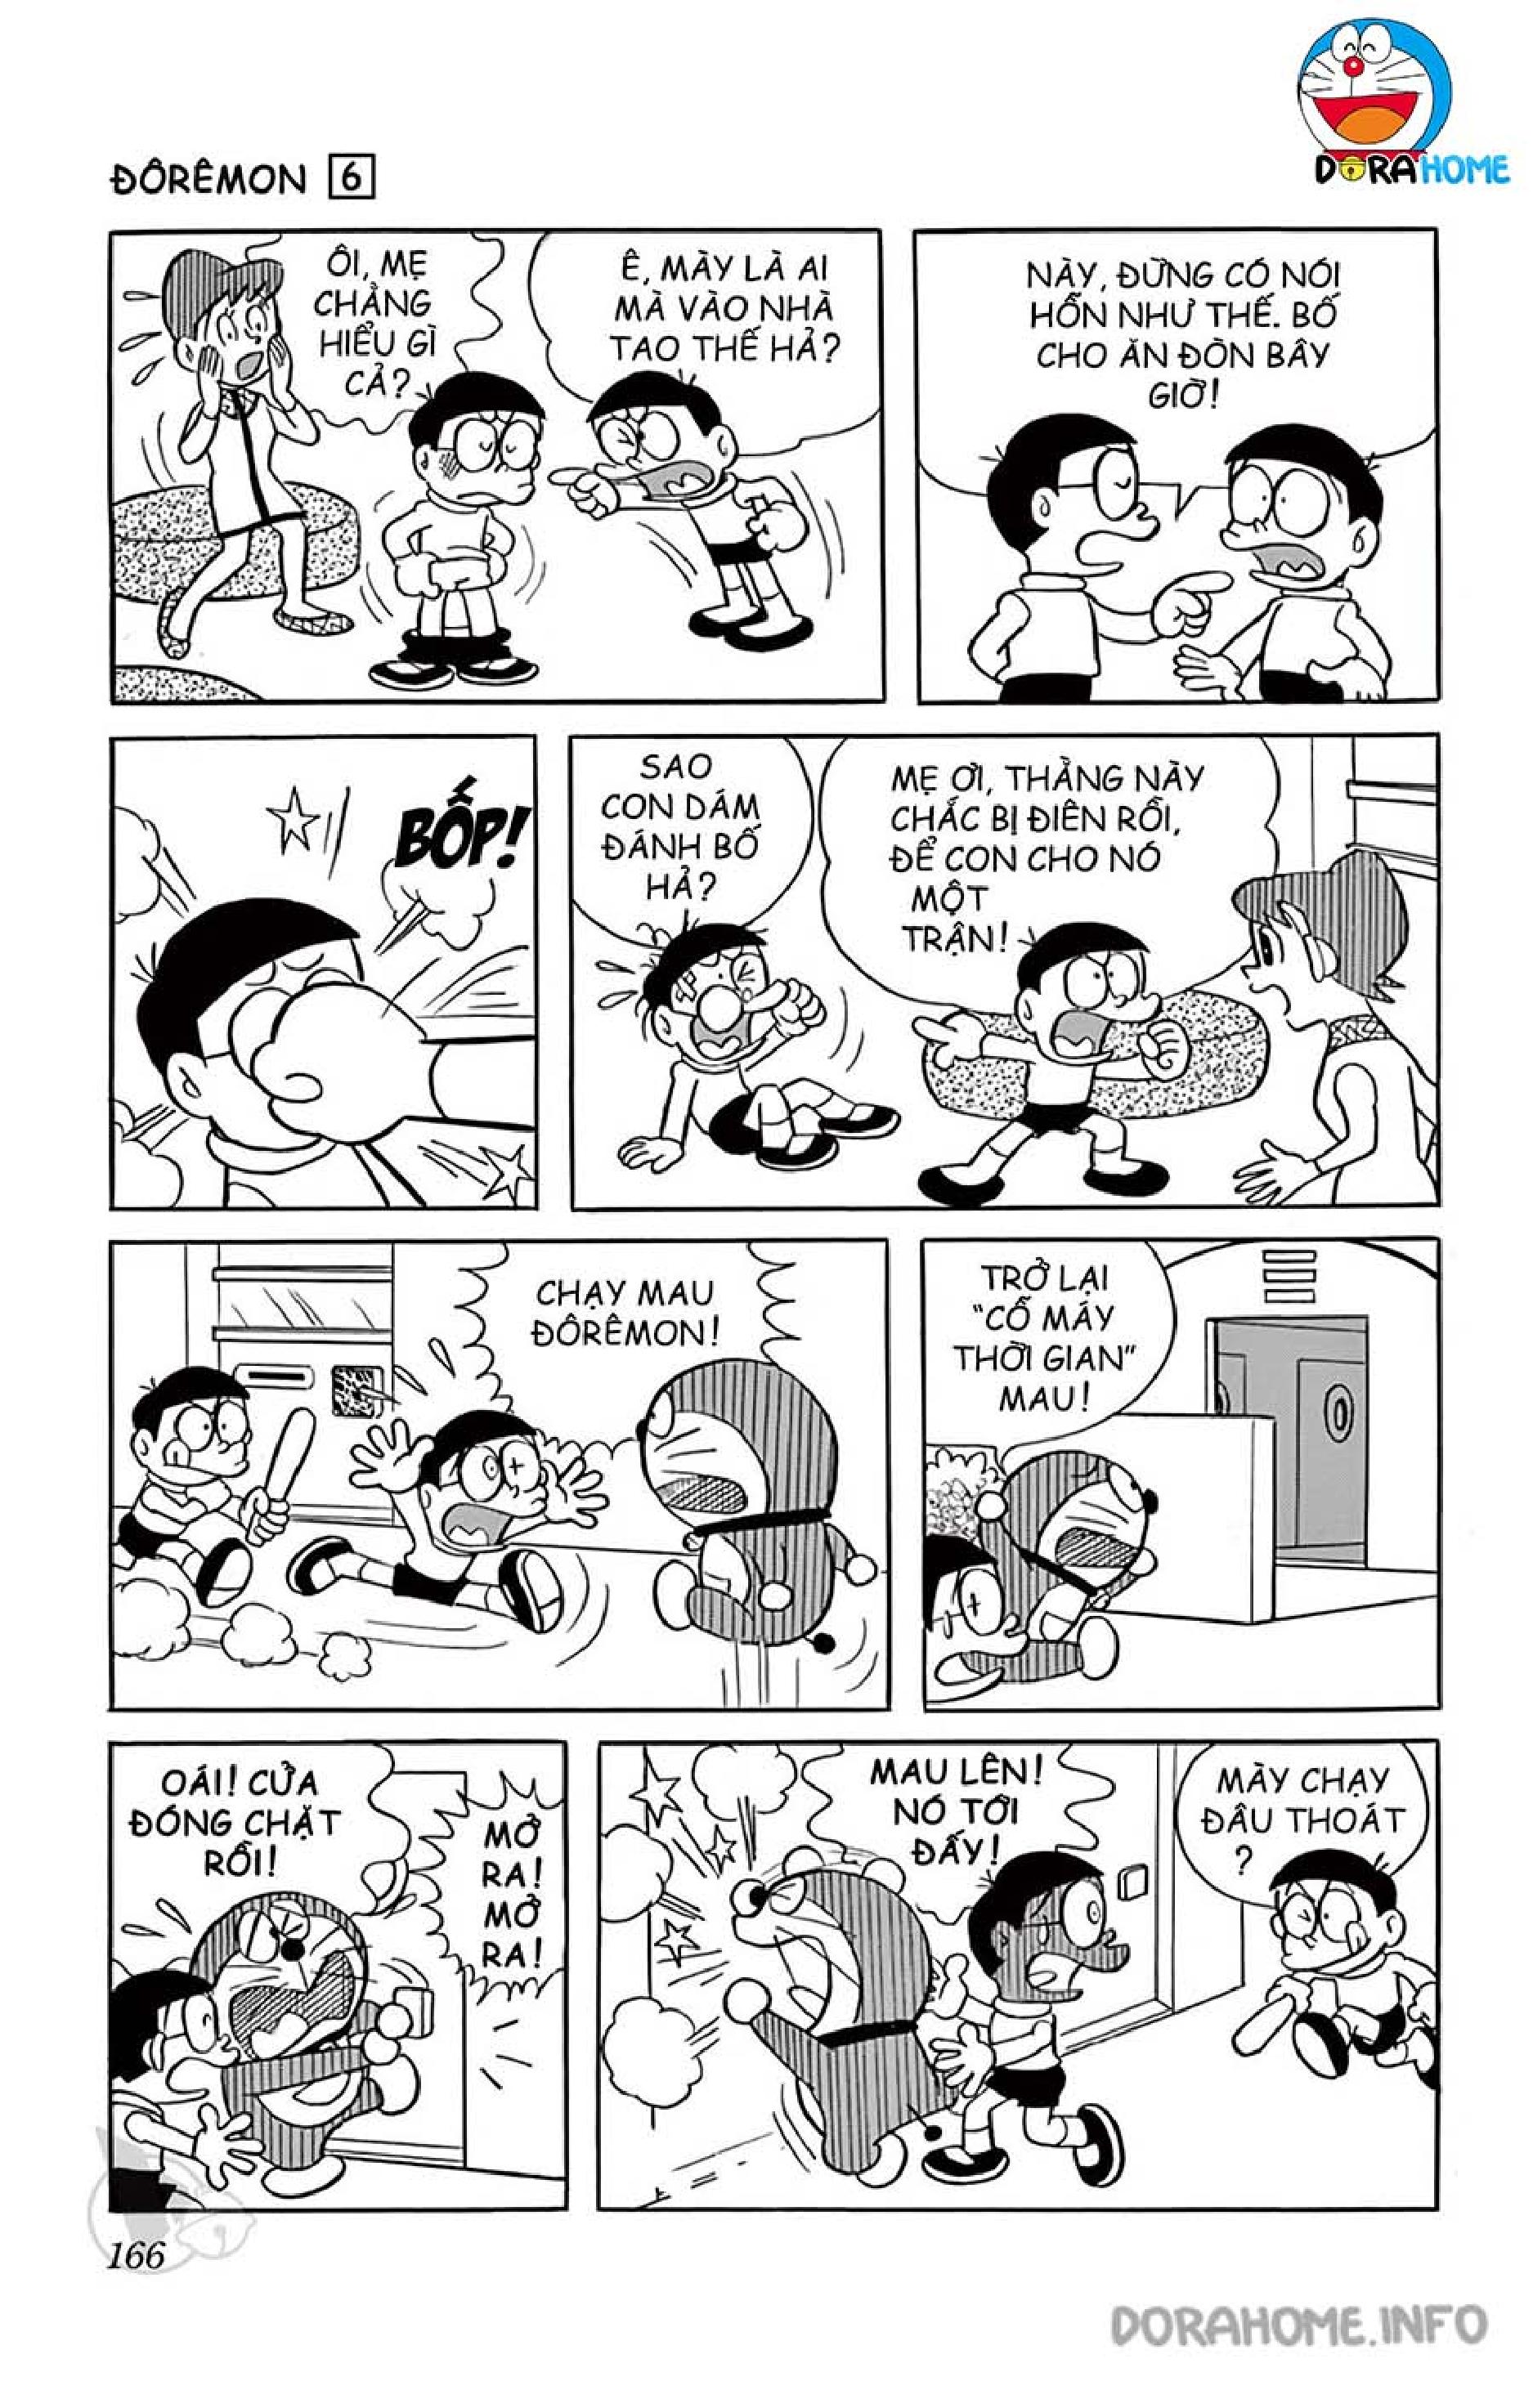 DORAHOME
ĐÔRÊMON 6
ÔI, MẸ
CHẲNG
HIỂU GÌ
CẢ?
Ê, MÀY LÀ AI
MÀ VÀO NHÀ
TAO THẾ HẢ?
NÀY, ĐỪNG CÓ NÓI
HỖN NHƯ THẾ. BỐ
CHO ĂN ĐÒN BÂY
GIỜ!
BỐP!
SAO
CON DÁM
ĐÁNH BỐ
HẢ?
MẸ ƠI, THẰNG NÀY
CHẮC BỊ ĐIÊN RỒI,
ĐỂ CON CHO NÓ
MỘT
TRẬN!
CHẠY MAU
ĐÔRÊMON!
TRỞ LẠI
"CỖ MÁY
THỜI GIAN"
MAU!
OÁI! CỬA
ĐÓNG CHẶT
RỒI!
MỞ
RA!
MỞ
RA!
MAU LÊN!
NÓ TỚI
ĐẤY!
MÀY CHẠY
ĐÂU THOÁT
?
166
DORAHOME.INFO